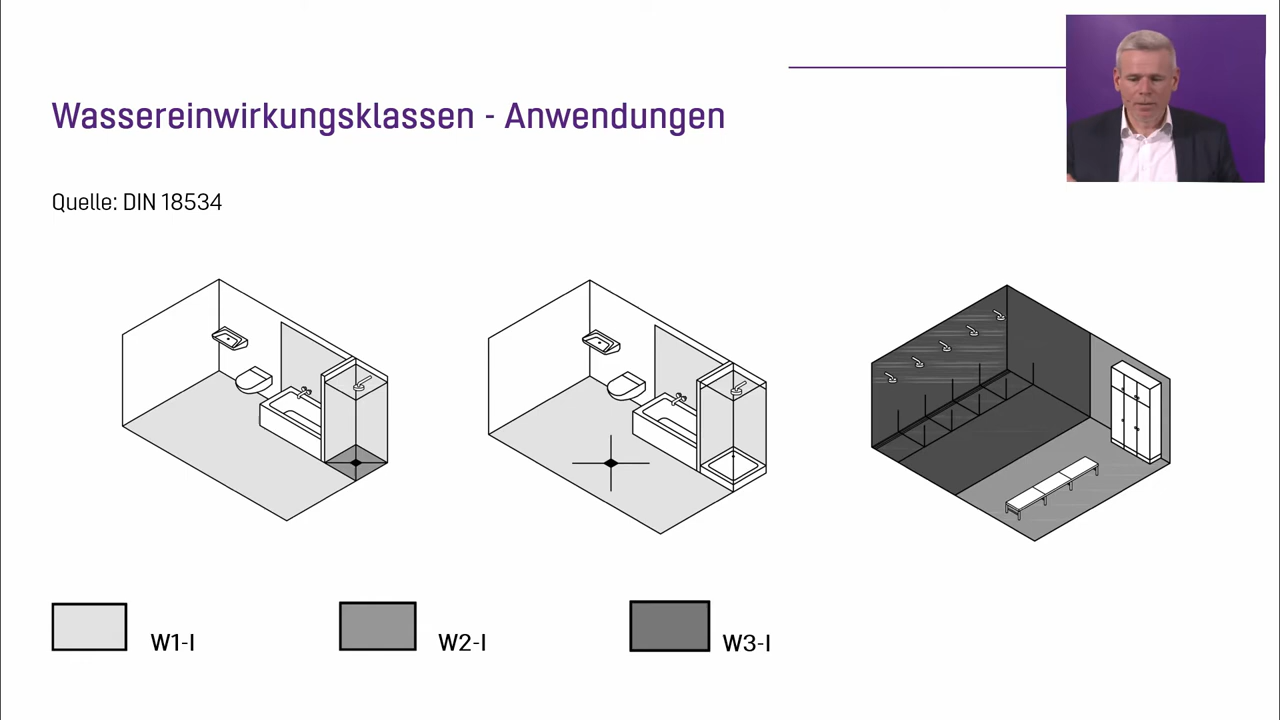 Wassereinwirkungsklassen - Anwendungen
Quelle: DIN 18534
W1-I
W2-I
W3-I